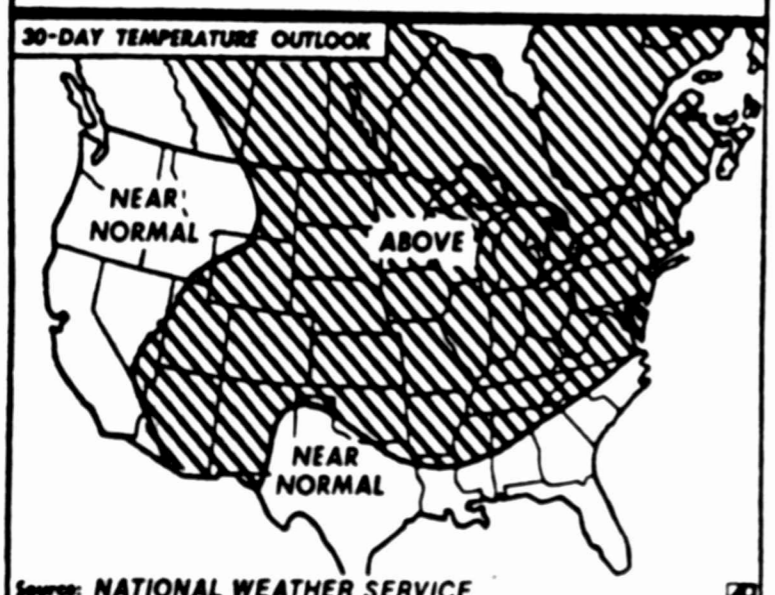 30-DAY TEMPERATURE OUTLOOK
NEAR
NORMAL
ABOVE
NEAR
NORMAL
Source: NATIONAL WEATHER SERVICE